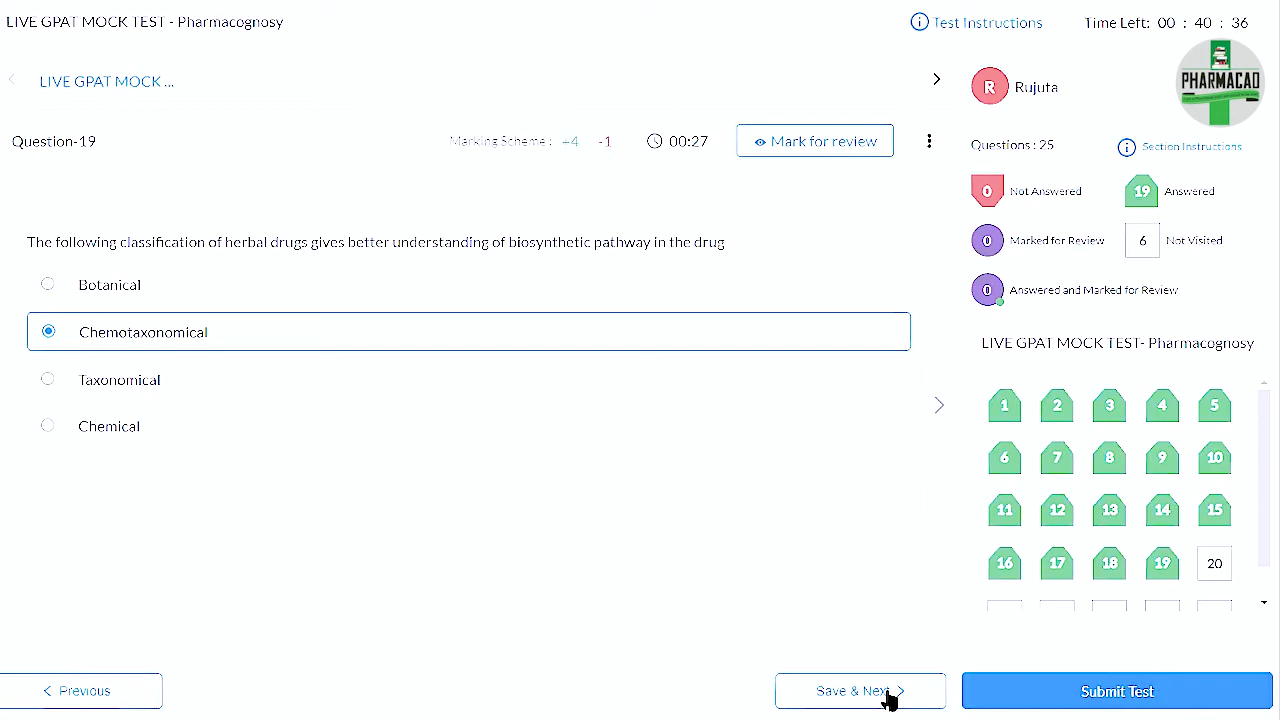 LIVE GPAT MOCK TEST - Pharmacognosy
Test Instructions
Time Left: 00 : 40 : 36
LIVE GPAT MOCK ...
R Rujuta
PHARMACAD
Question-19
Marking Scheme : +4 -1
00:27
Mark for review
Questions : 25
Section Instructions
0 Not Answered
19 Answered
0 Marked for Review
6 Not Visited
0 Answered and Marked for Review
The following classification of herbal drugs gives better understanding of biosynthetic pathway in the drug
Botanical
Chemotaxonomical
Taxonomical
Chemical
LIVE GPAT MOCK TEST- Pharmacognosy
1 2 3 4 5
6 7 8 9 10
11 12 13 14 15
16 17 18 19 20
Previous
Save & Next
Submit Test